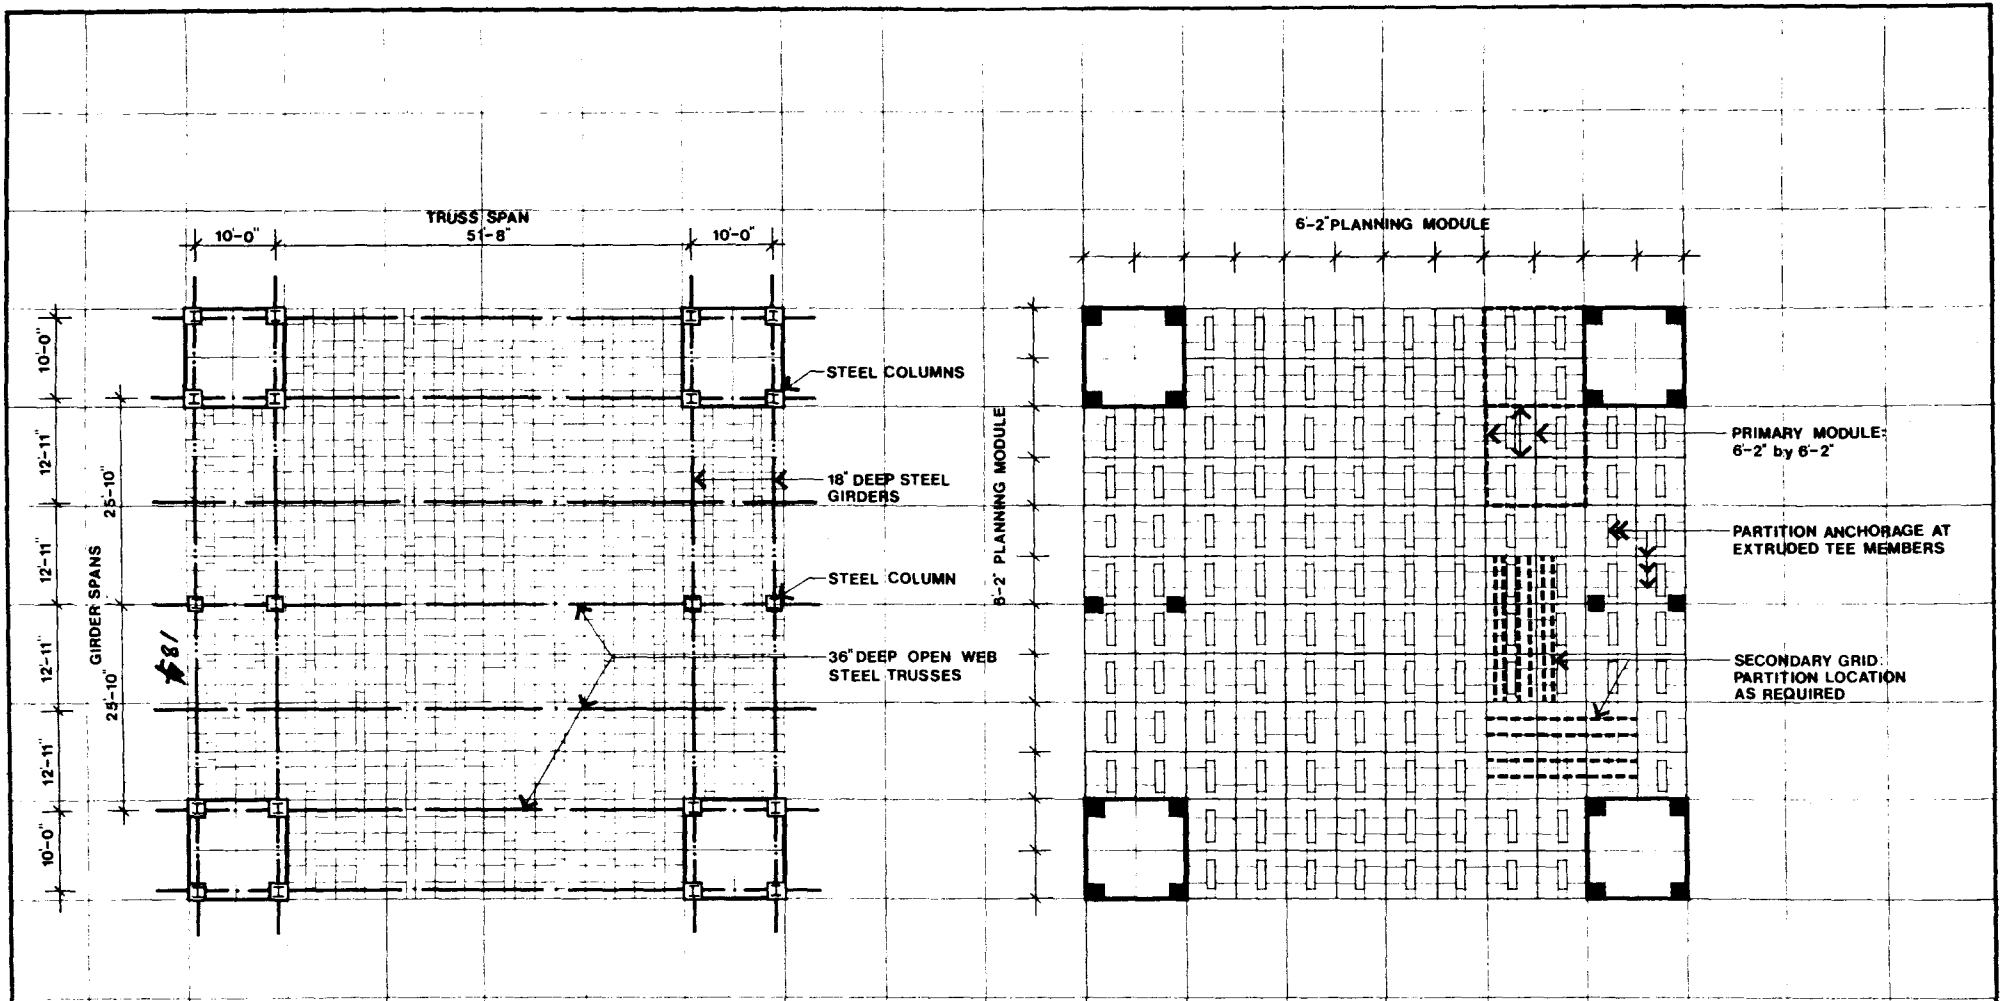 TRUSS SPAN
10'-0" 51'-8" 10'-0"
10'-0"
12'-11"
12'-11"
12'-11"
12'-11"
10'-0"
25'-10"
GIRDER SPANS
25'-10"
STEEL COLUMNS
18" DEEP STEEL
GIRDERS
STEEL COLUMN
36" DEEP OPEN WEB
STEEL TRUSSES
6'-2" PLANNING MODULE
6'-2" PLANNING MODULE
PRIMARY MODULE:
6'-2" by 6'-2"
PARTITION ANCHORAGE AT
EXTRUDED TEE MEMBERS
SECONDARY GRID:
PARTITION LOCATION
AS REQUIRED